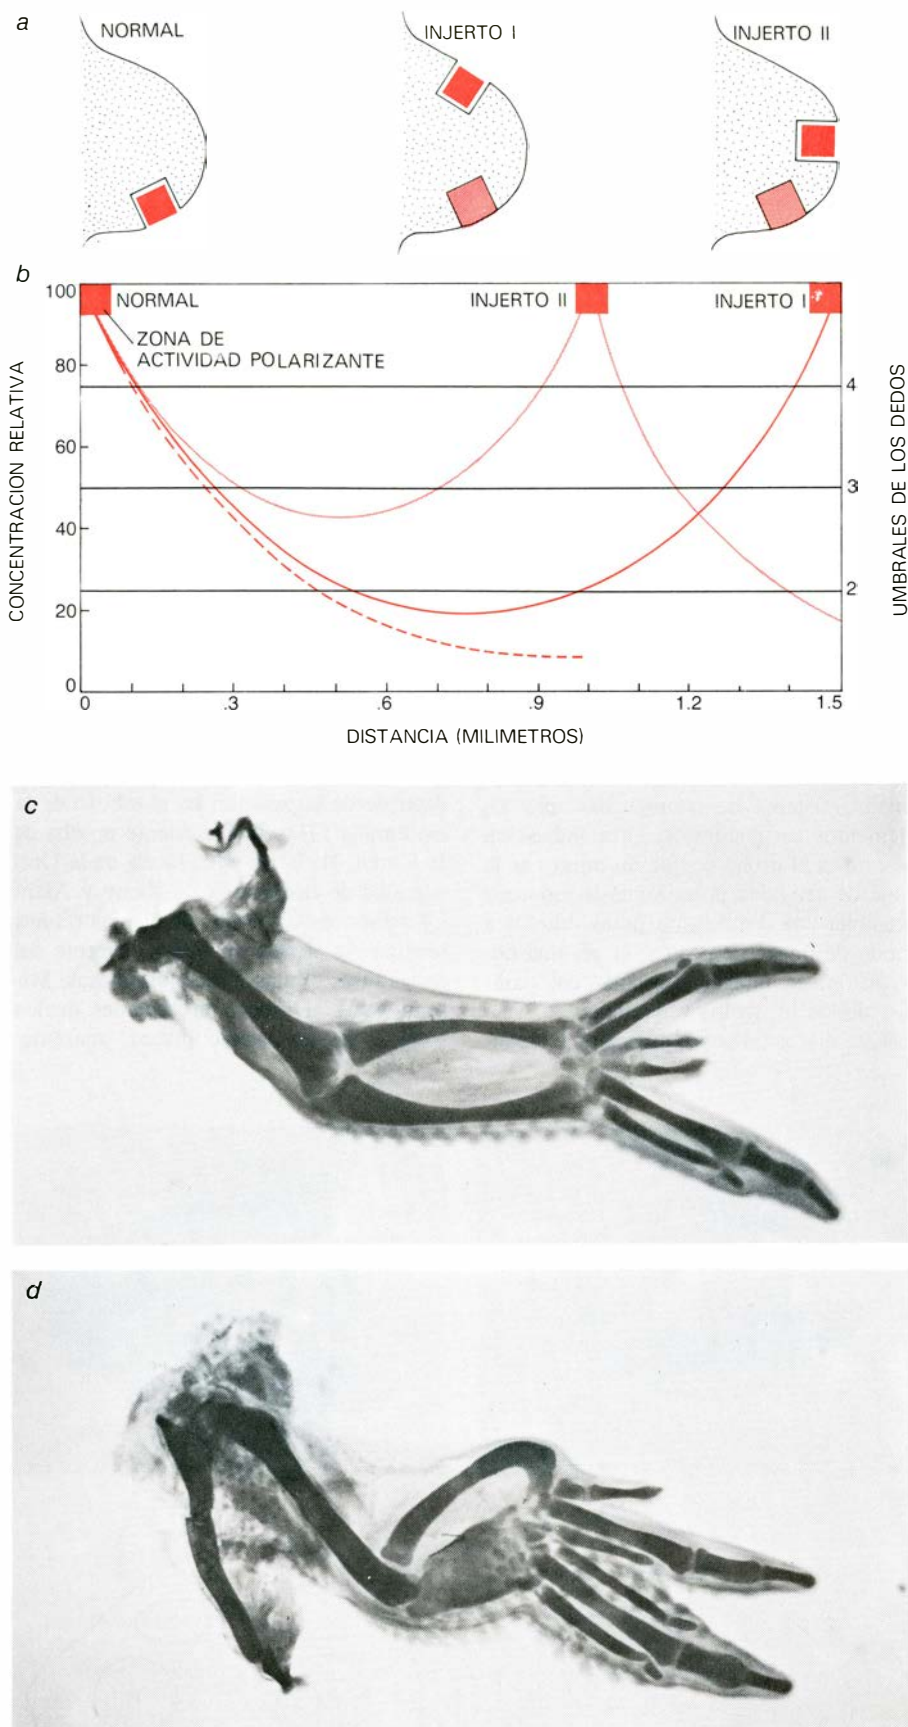 a
NORMAL
INJERTO I
INJERTO II
b
100
80
60
40
20
0
CONCENTRACION RELATIVA
NORMAL
ZONA DE
ACTIVIDAD POLARIZANTE
INJERTO II
INJERTO I
4
3
2
UMBRALES DE LOS DEDOS
0
.3
.6
.9
1.2
1.5
DISTANCIA (MILIMETROS)
c
d